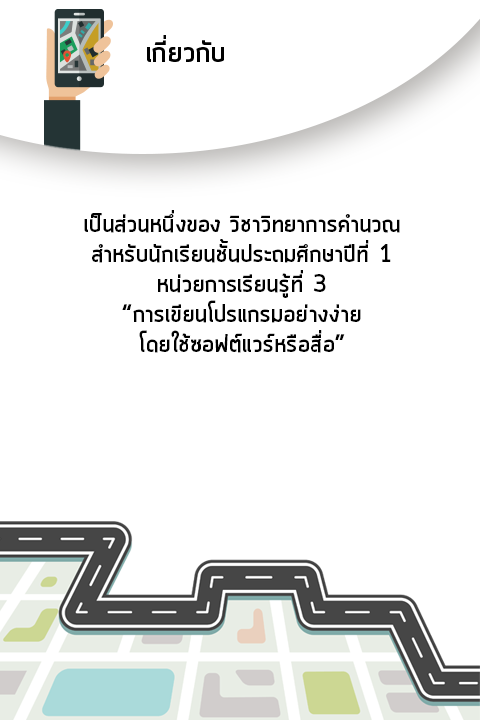 เกี่ยวกับ
เป็นส่วนหนึ่งของ วิชาวิทยาการคำนวณ
สำหรับนักเรียนชั้นประถมศึกษาปีที่ 1
หน่วยการเรียนรู้ที่ 3
“การเขียนโปรแกรมอย่างง่าย
โดยใช้ซอฟต์แวร์หรือสื่อ”